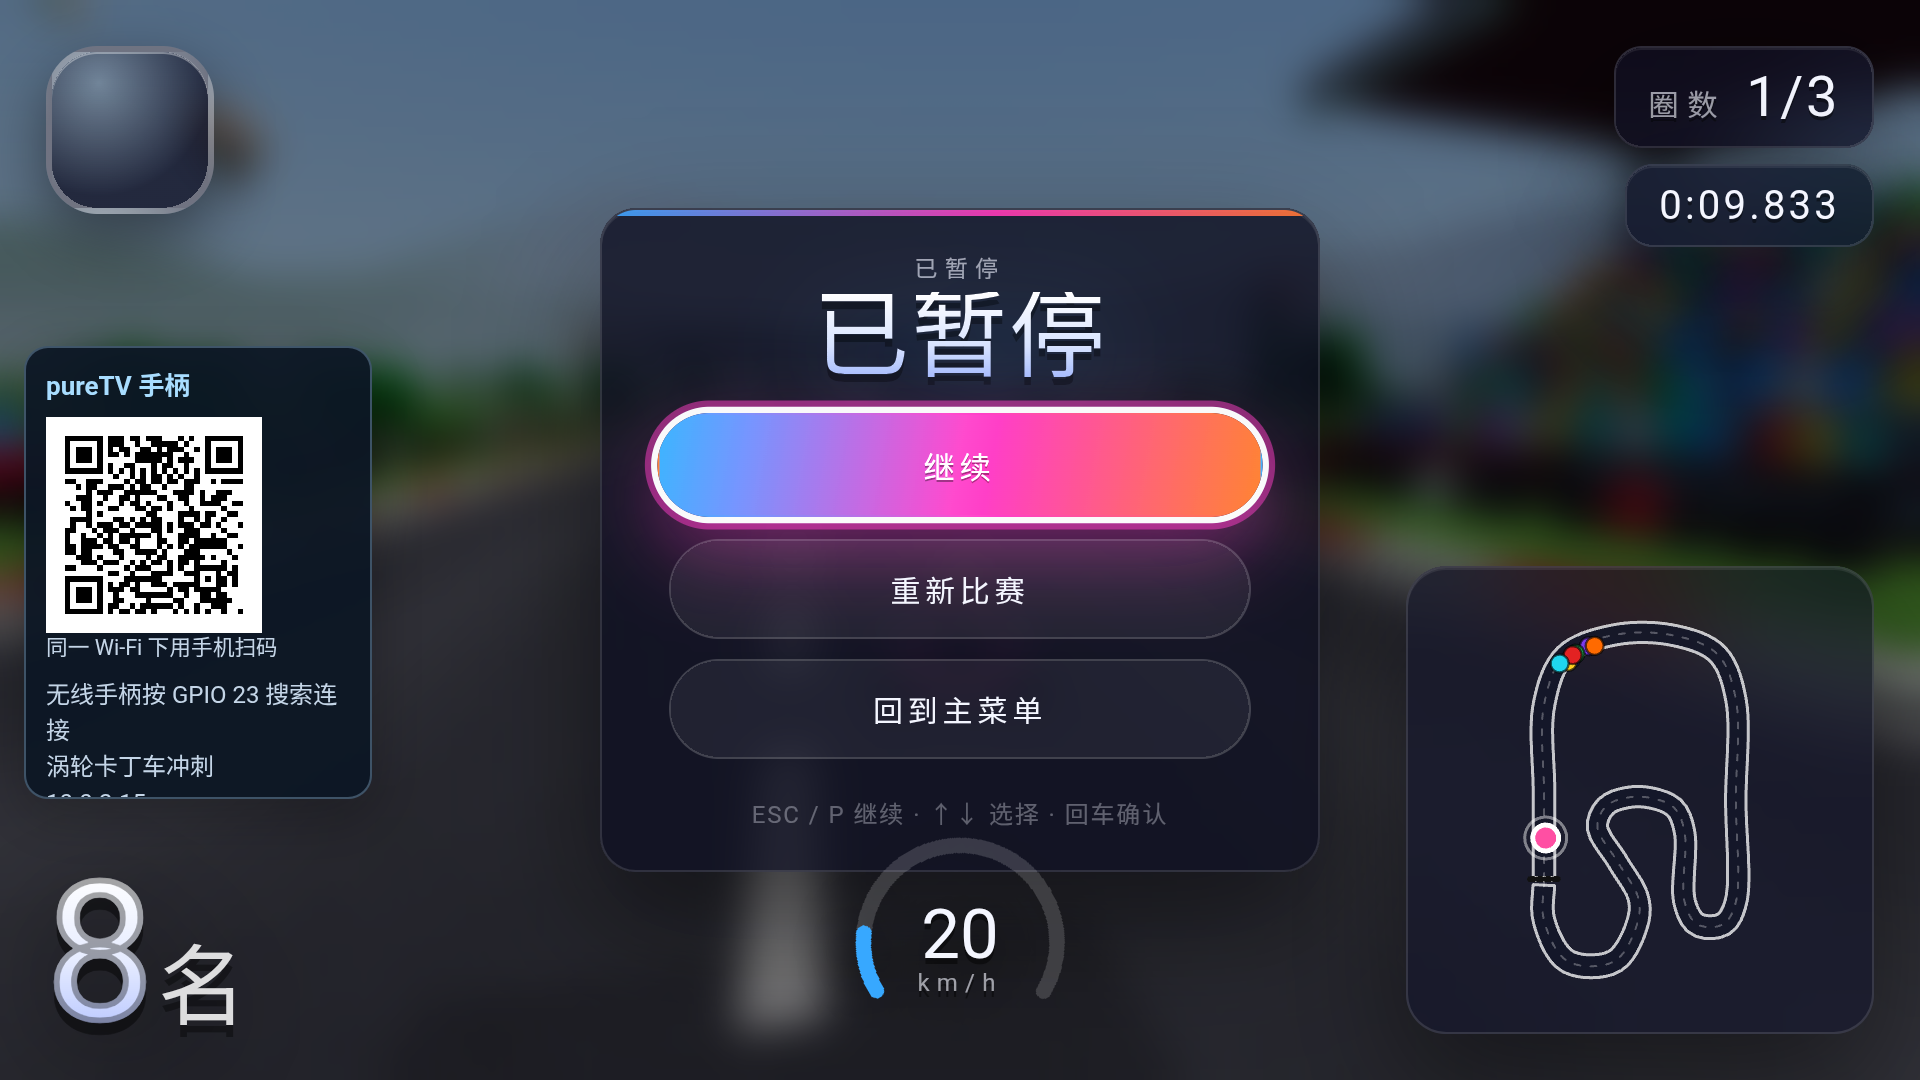 圈数 1/3
0:09.833
已暂停
已暂停
继续
重新比赛
回到主菜单
ESC / P 继续 · ↑↓ 选择 · 回车确认
pureTV 手柄
同一 Wi-Fi 下用手机扫码
无线手柄按 GPIO 23 搜索连
接
涡轮卡丁车冲刺
8名
20
km/h